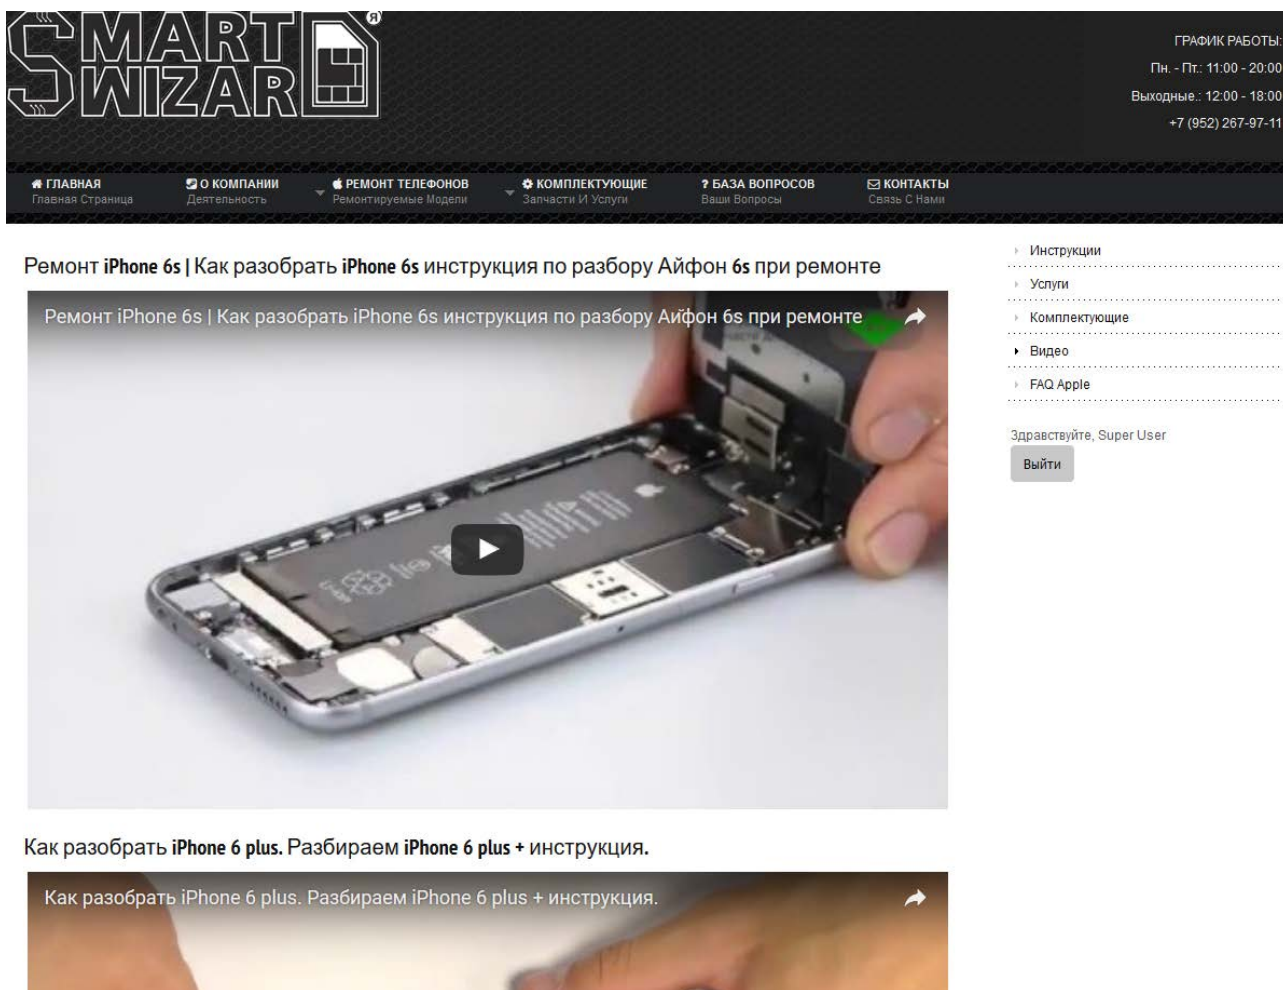 SMART
WIZARD
Я
ГРАФИК РАБОТЫ:
Пн. - Пт.: 11:00 - 20:00
Выходные.: 12:00 - 18:00
+7 (952) 267-97-11
ГЛАВНАЯ
Главная Страница
О КОМПАНИИ
Деятельность
РЕМОНТ ТЕЛЕФОНОВ
Ремонтируемые Модели
КОМПЛЕКТУЮЩИЕ
Запчасти И Услуги
? БАЗА ВОПРОСОВ
Ваши Вопросы
КОНТАКТЫ
Связь С Нами
Ремонт iPhone 6s | Как разобрать iPhone 6s инструкция по разбору Айфон 6s при ремонте
Ремонт iPhone 6s | Как разобрать iPhone 6s инструкция по разбору Айфон 6s при ремонте
Как разобрать iPhone 6 plus. Разбираем iPhone 6 plus + инструкция.
Как разобрать iPhone 6 plus. Разбираем iPhone 6 plus + инструкция.
Инструкции
Услуги
Комплектующие
Видео
FAQ Apple
Здравствуйте, Super User
Выйти